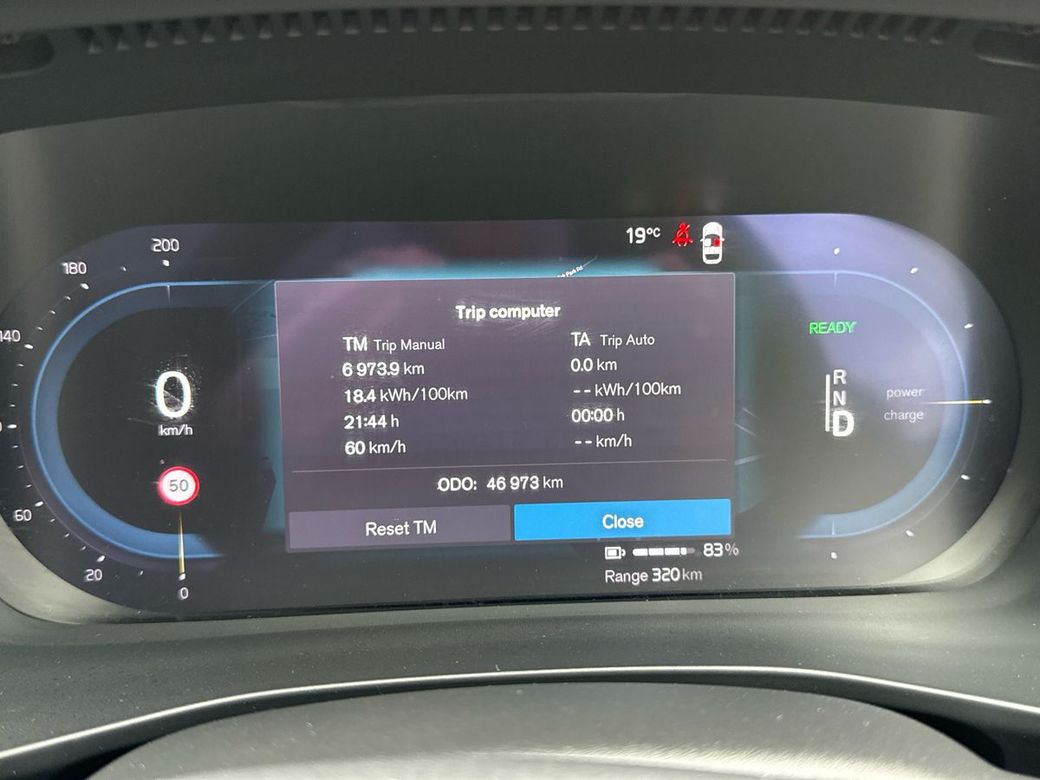 200
19°C
180
Trip computer
TM Trip Manual
TA Trip Auto
READY
140
6 973.9 km
0.0 km
18.4 kWh/100km
-- kWh/100km
R
N
D
power
charge
0
km/h
21:44 h
00:00 h
60 km/h
-- km/h
50
ODO: 46 973 km
60
Reset TM
Close
83%
20
0
Range 320 km